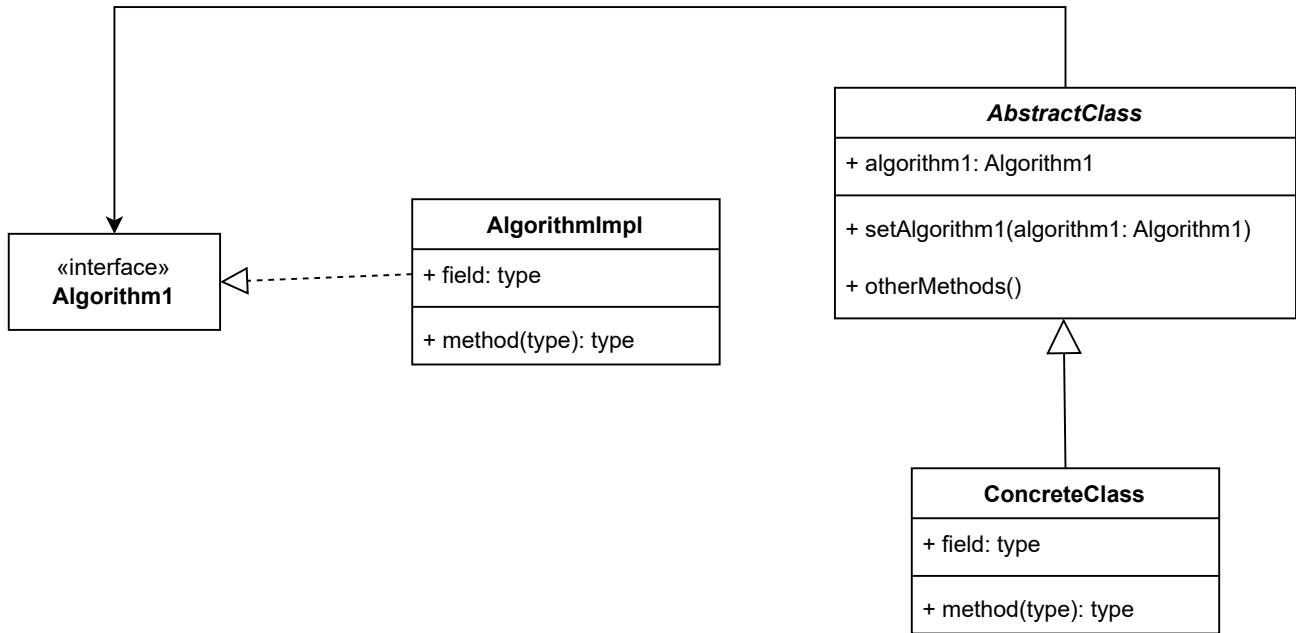 AbstractClass
+ algorithm1: Algorithm1
+ setAlgorithm1(algorithm1: Algorithm1)
+ otherMethods()
«interface»
Algorithm1
AlgorithmImpl
+ field: type
+ method(type): type
ConcreteClass
+ field: type
+ method(type): type